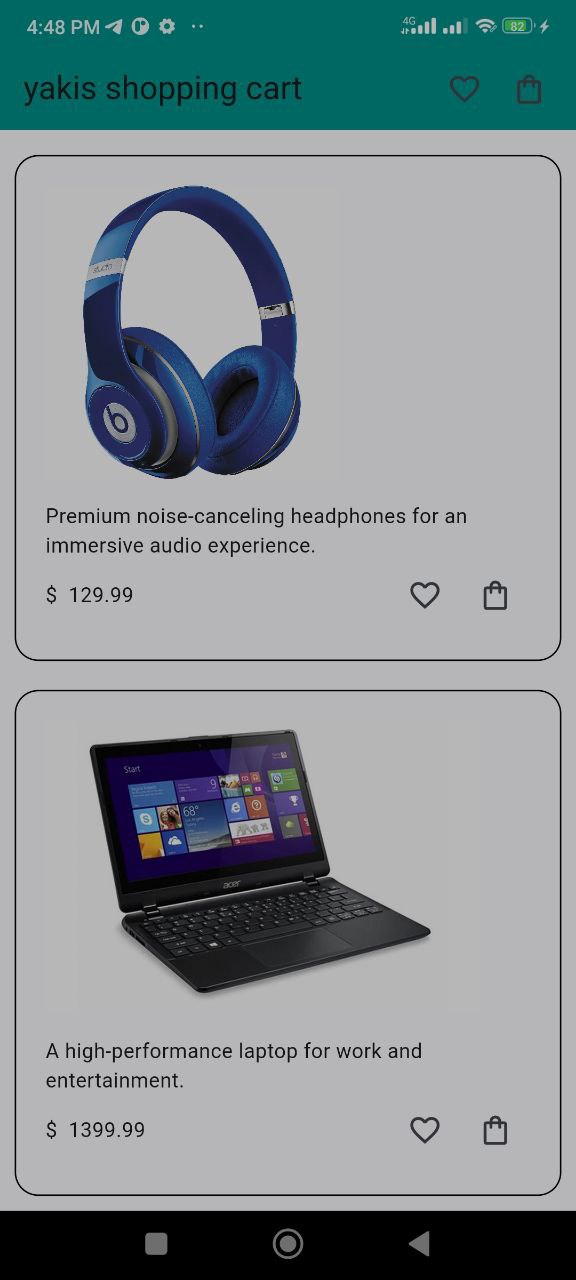 4:48 PM
4G
82
yakis shopping cart
studio
b
Premium noise-canceling headphones for an
immersive audio experience.
$ 129.99
Start
68°
acer
A high-performance laptop for work and
entertainment.
$ 1399.99